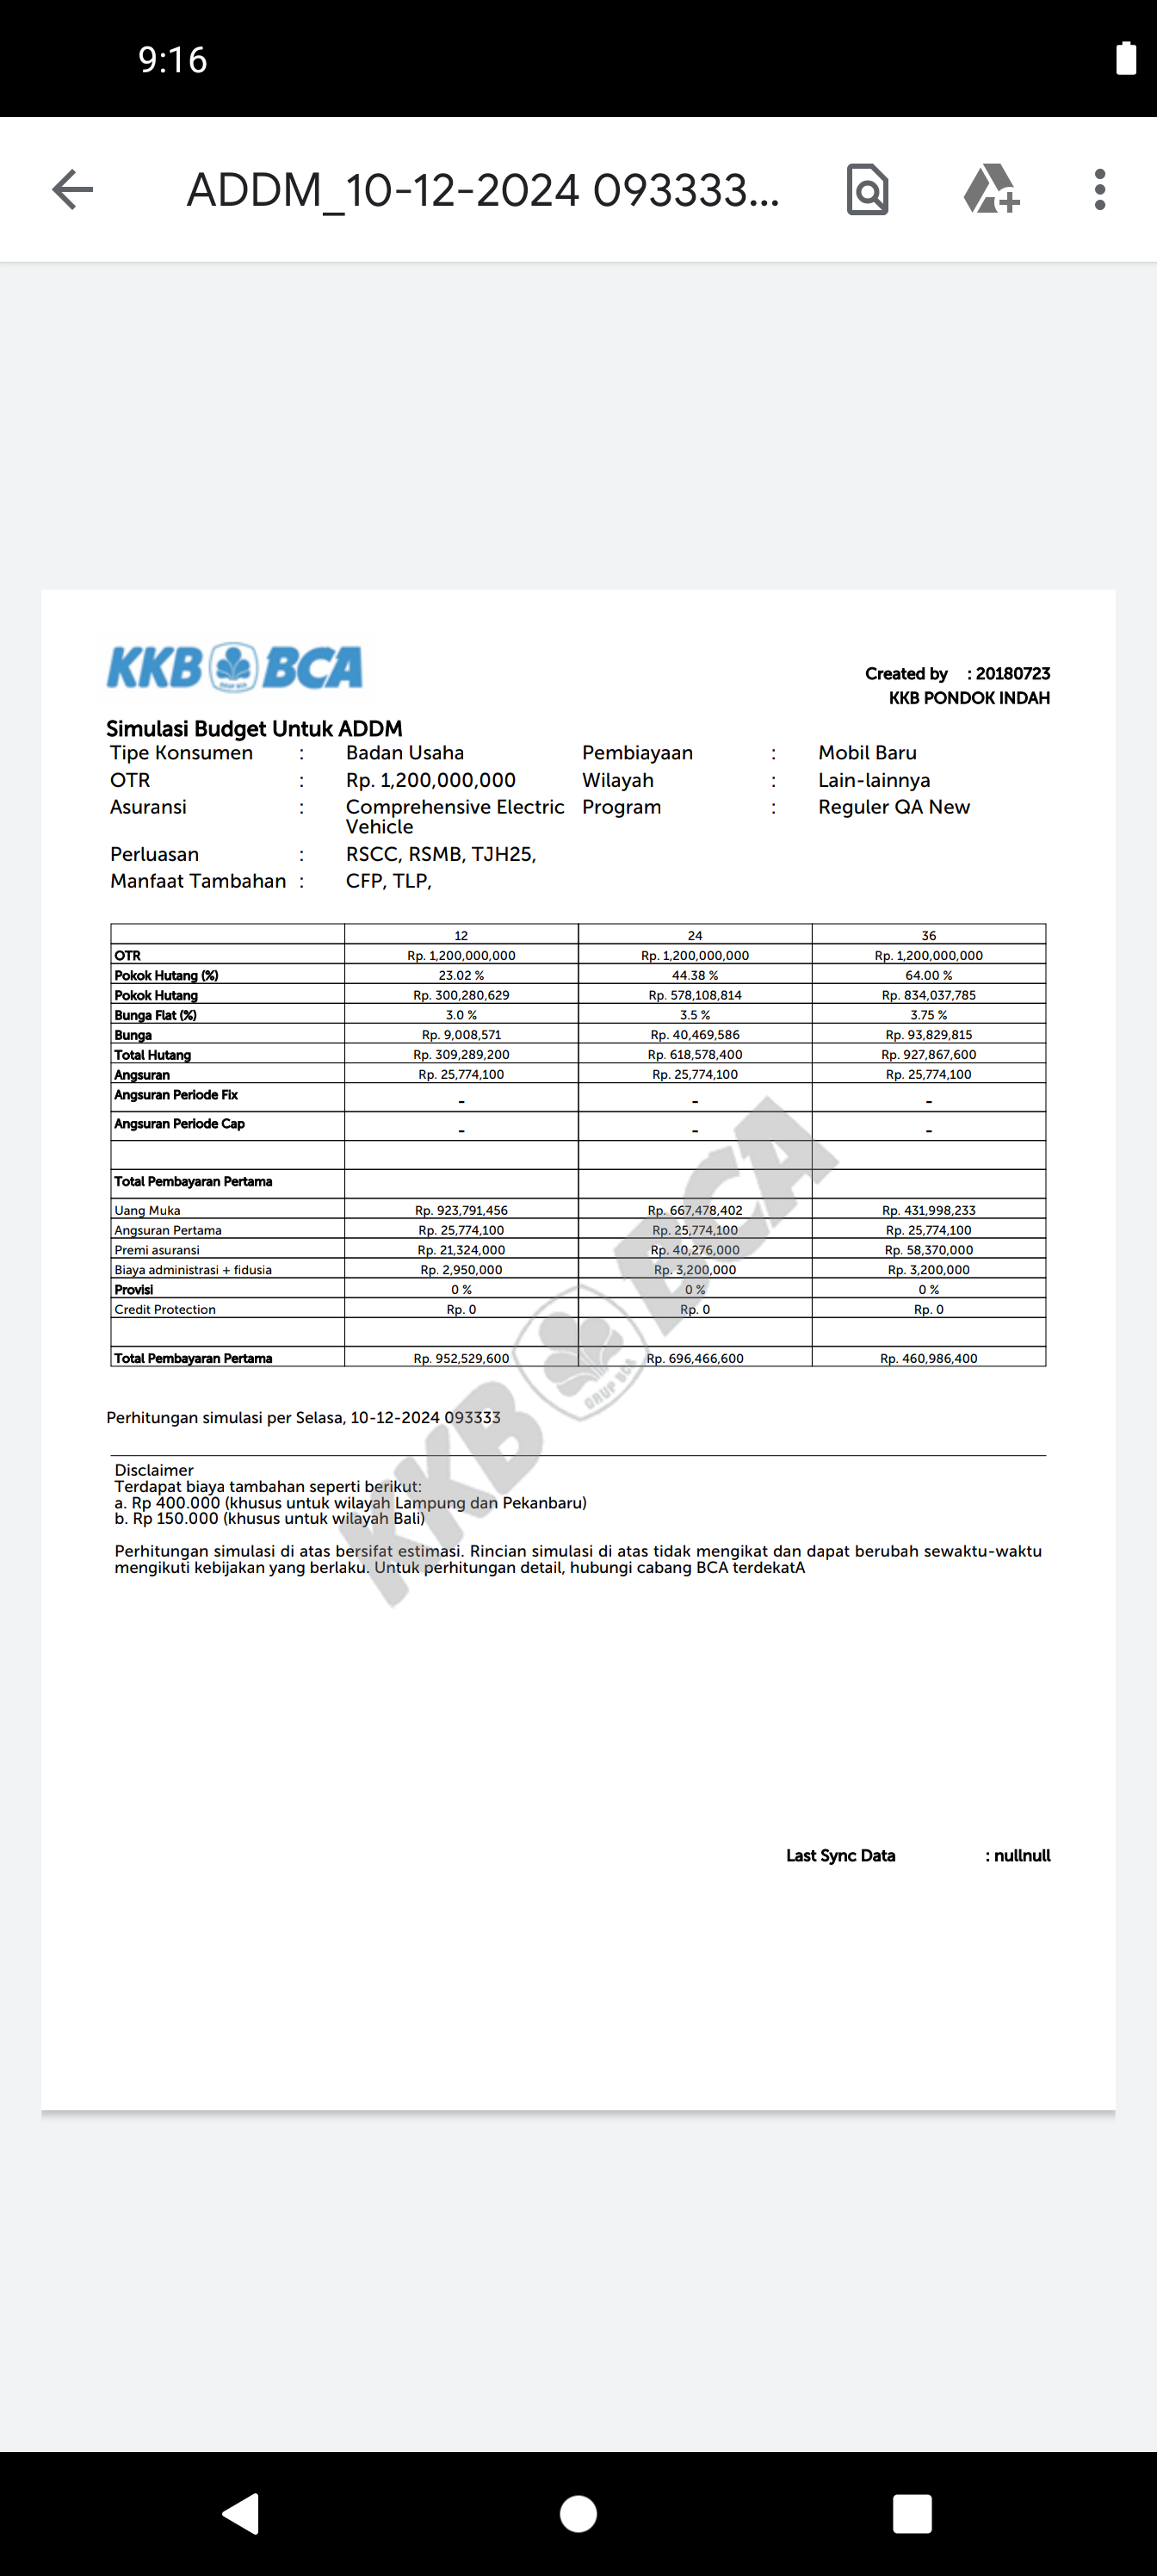 9:16
ADDM_10-12-2024 093333...
KKB BCA
GRUP BCA
Created by : 20180723
KKB PONDOK INDAH
Simulasi Budget Untuk ADDM
Tipe Konsumen : Badan Usaha Pembiayaan : Mobil Baru
OTR : Rp. 1,200,000,000 Wilayah : Lain-lainnya
Asuransi : Comprehensive Electric Program : Reguler QA New
Vehicle
Perluasan : RSCC, RSMB, TJH25,
Manfaat Tambahan : CFP, TLP,
12 24 36
OTR Rp. 1,200,000,000 Rp. 1,200,000,000 Rp. 1,200,000,000
Pokok Hutang (%) 23.02 % 44.38 % 64.00 %
Pokok Hutang Rp. 300,280,629 Rp. 578,108,814 Rp. 834,037,785
Bunga Flat (%) 3.0 % 3.5 % 3.75 %
Bunga Rp. 9,008,571 Rp. 40,469,586 Rp. 93,829,815
Total Hutang Rp. 309,289,200 Rp. 618,578,400 Rp. 927,867,600
Angsuran Rp. 25,774,100 Rp. 25,774,100 Rp. 25,774,100
Angsuran Periode Fix - - -
Angsuran Periode Cap - - -
Total Pembayaran Pertama
Uang Muka Rp. 923,791,456 Rp. 667,478,402 Rp. 431,998,233
Angsuran Pertama Rp. 25,774,100 Rp. 25,774,100 Rp. 25,774,100
Premi asuransi Rp. 21,324,000 Rp. 40,276,000 Rp. 58,370,000
Biaya administrasi + fidusia Rp. 2,950,000 Rp. 3,200,000 Rp. 3,200,000
Provisi 0 % 0 % 0 %
Credit Protection Rp. 0 Rp. 0 Rp. 0
Total Pembayaran Pertama Rp. 952,529,600 Rp. 696,466,600 Rp. 460,986,400
KKB BCA
GRUP BCA
Perhitungan simulasi per Selasa, 10-12-2024 093333
Disclaimer
Terdapat biaya tambahan seperti berikut:
a. Rp 400.000 (khusus untuk wilayah Lampung dan Pekanbaru)
b. Rp 150.000 (khusus untuk wilayah Bali)
Perhitungan simulasi di atas bersifat estimasi. Rincian simulasi di atas tidak mengikat dan dapat berubah sewaktu-waktu
mengikuti kebijakan yang berlaku. Untuk perhitungan detail, hubungi cabang BCA terdekatA
Last Sync Data : nullnull